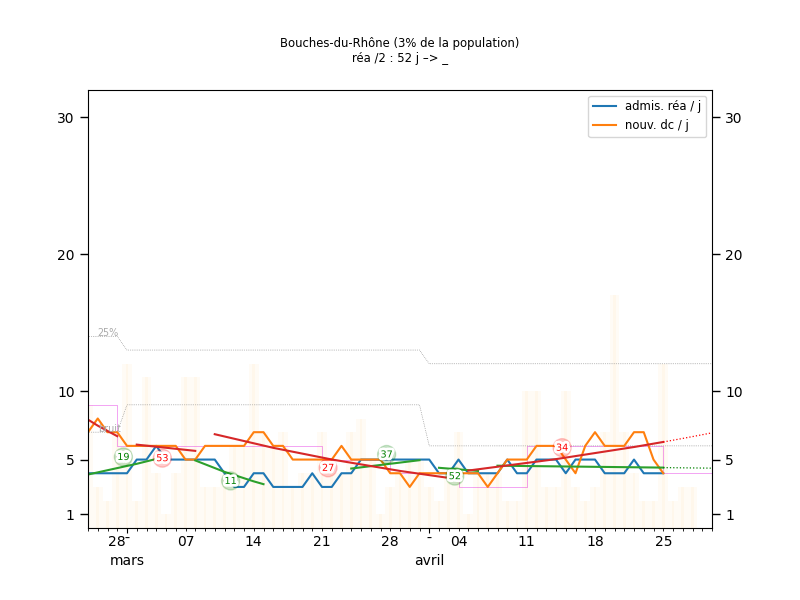 Bouches-du-Rhône (3% de la population)
réa /2 : 52 j –> _
admis. réa / j
nouv. dc / j
30 30
20 20
25%
10 10
bruit
19 53 11 27 37 52 34
5 5
1 1
28 07 14 21 28 04 11 18 25
mars avril